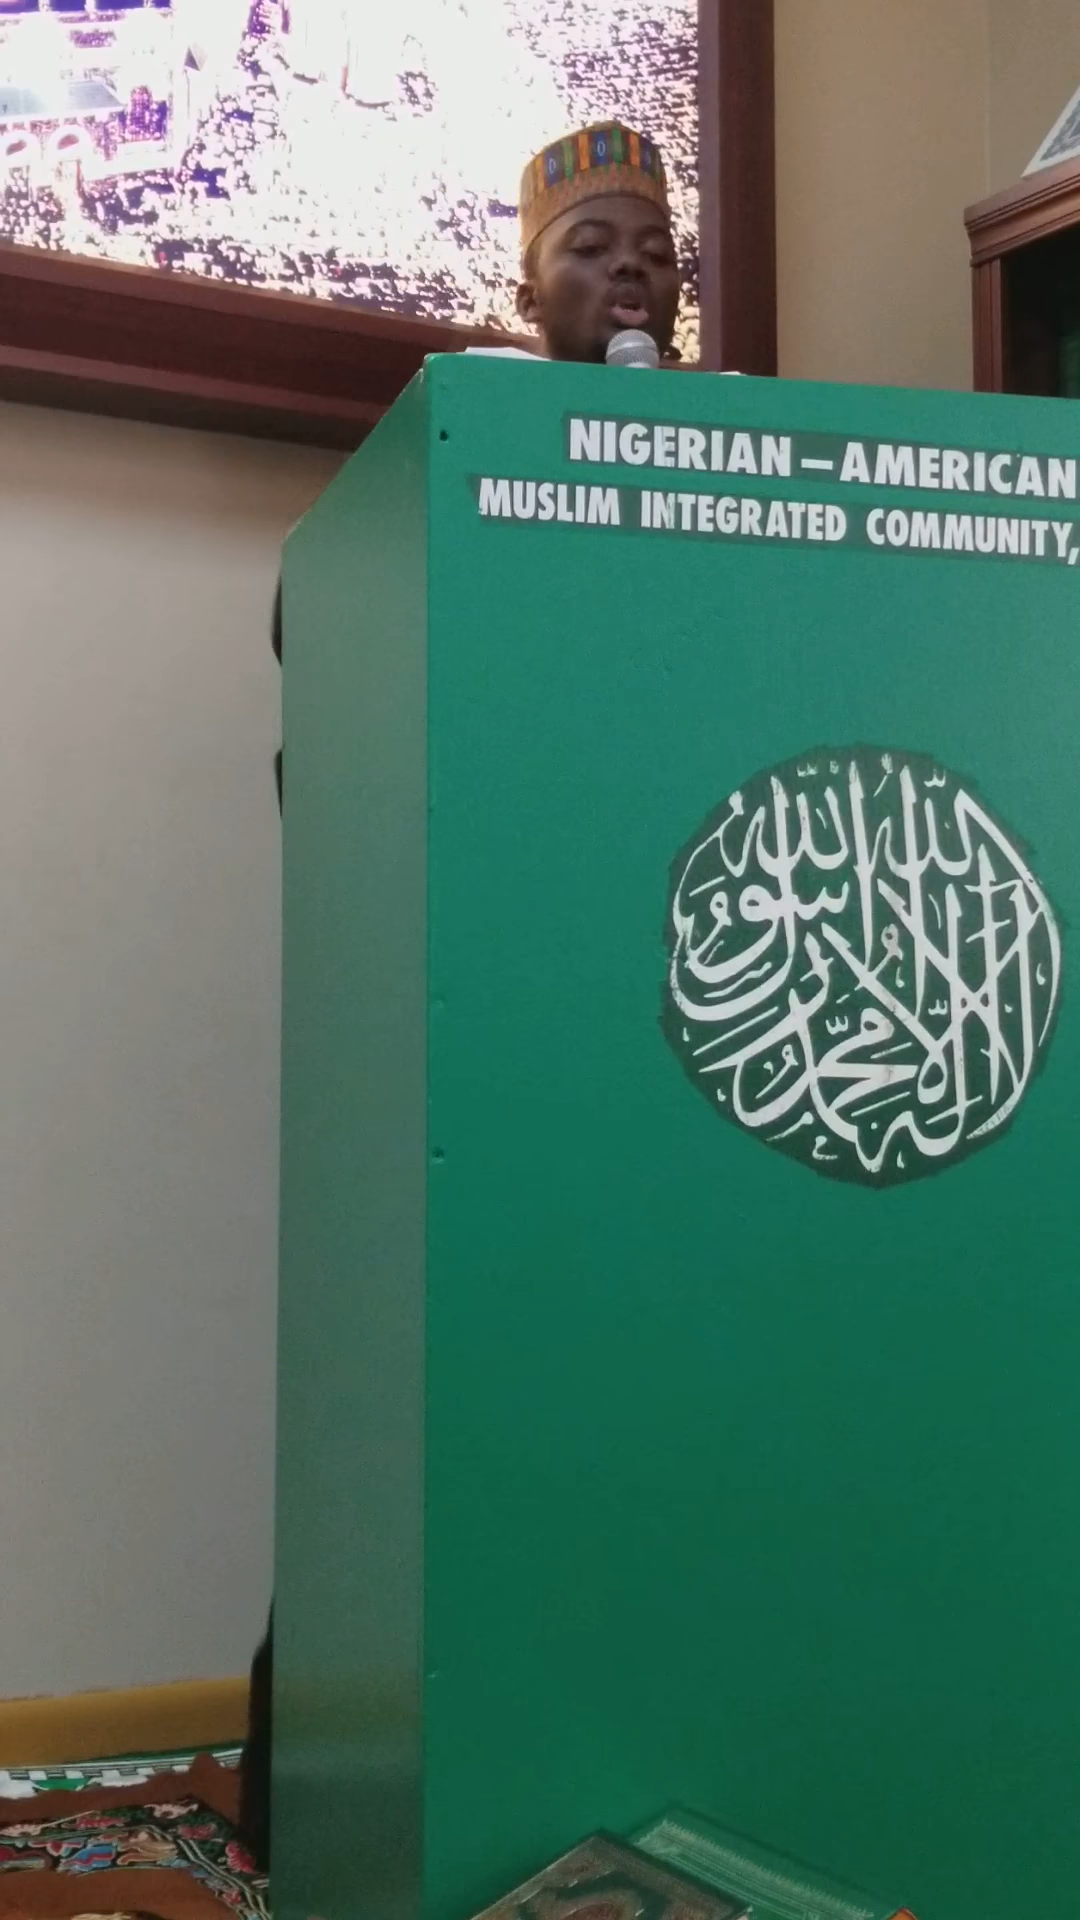 NIGERIAN – AMERICAN
MUSLIM INTEGRATED COMMUNITY,
لا إله إلا الله محمد رسول الله